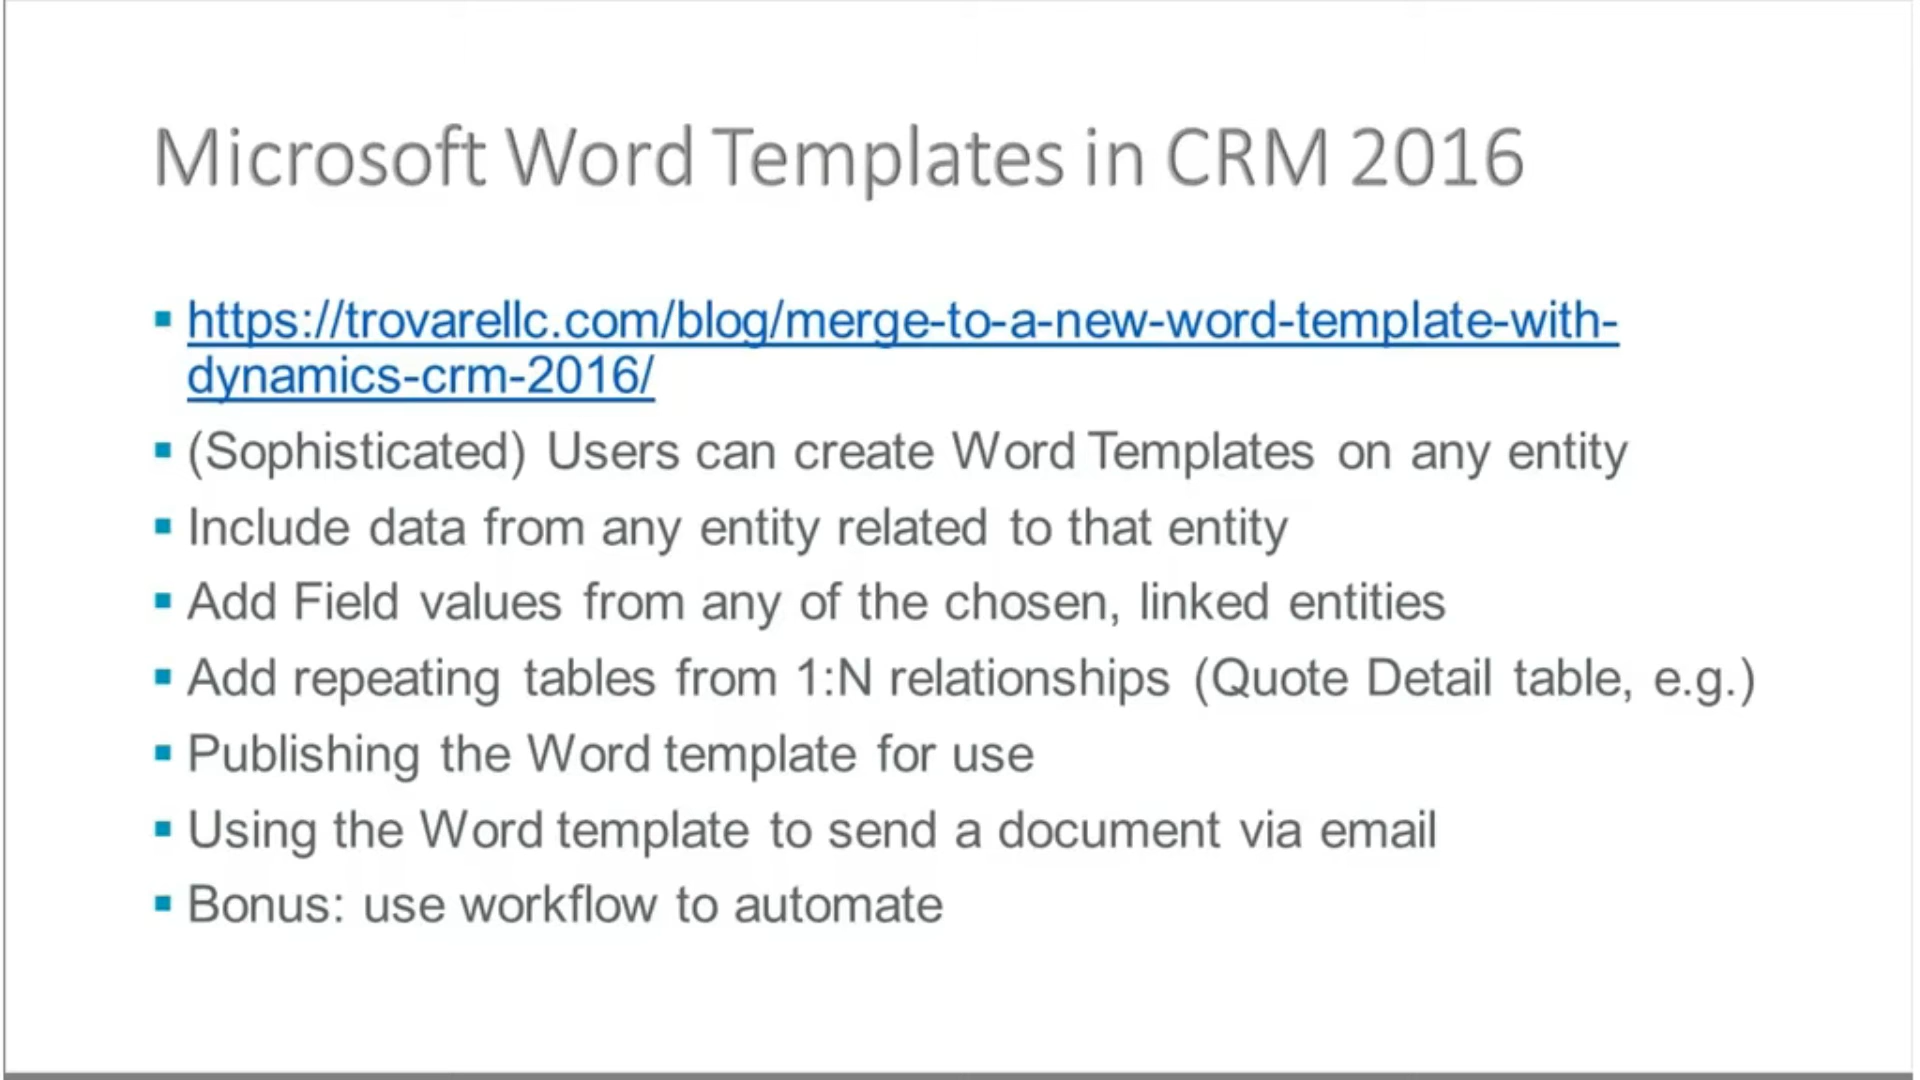 Microsoft Word Templates in CRM 2016
https://trovarellc.com/blog/merge-to-a-new-word-template-with-
dynamics-crm-2016/
(Sophisticated) Users can create Word Templates on any entity
Include data from any entity related to that entity
Add Field values from any of the chosen, linked entities
Add repeating tables from 1:N relationships (Quote Detail table, e.g.)
Publishing the Word template for use
Using the Word template to send a document via email
Bonus: use workflow to automate